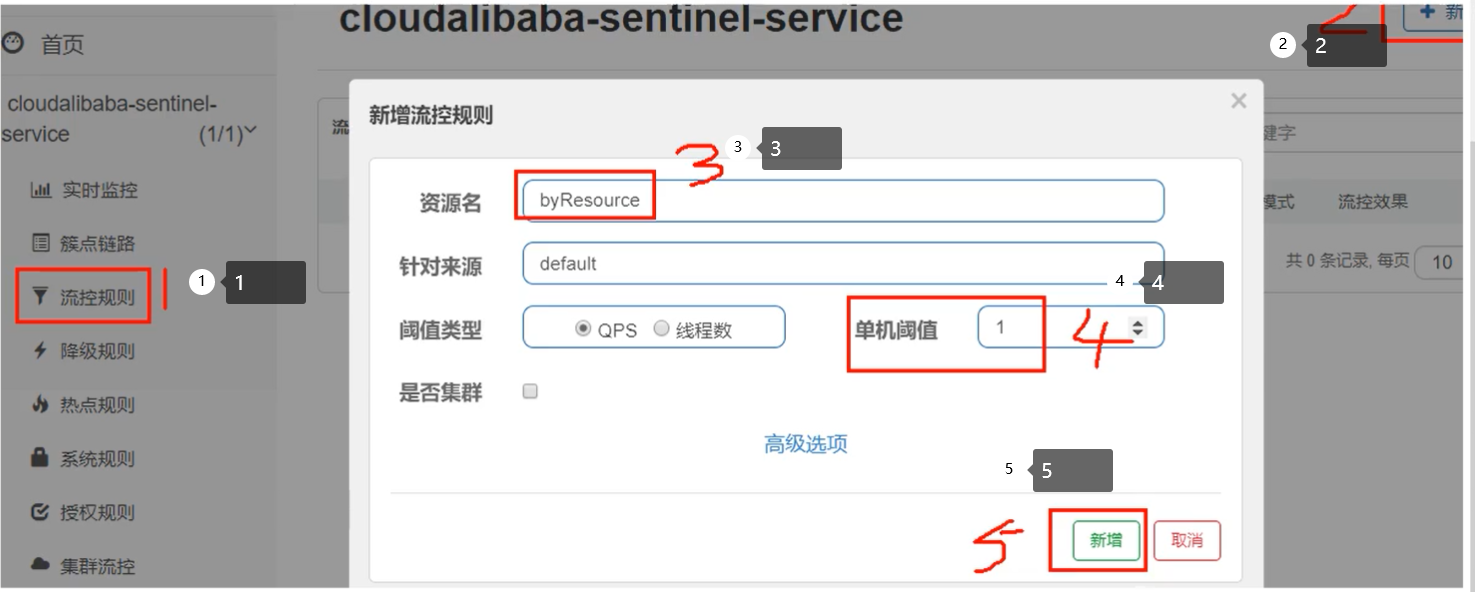 cloudalibaba-sentinel-service
2
+ 新
2
2
首页
cloudalibaba-sentinel-
service (1/1)
新增流控规则
×
流
键字
3
3
3
实时监控
资源名 byResource
模式 流控效果
簇点链路
针对来源 default
共 0 条记录, 每页 10
1
1
1
4
4
流控规则
阈值类型 QPS 线程数 单机阈值 1
4
降级规则
是否集群
热点规则
高级选项
系统规则
5
5
授权规则
5
新增 取消
集群流控